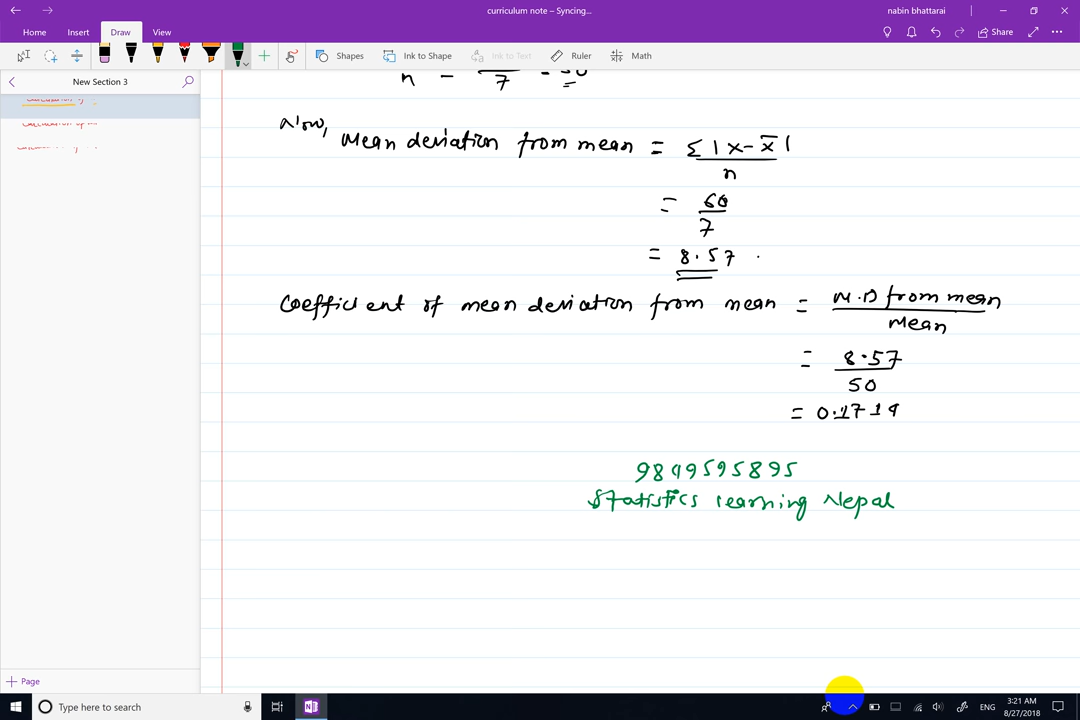 curriculum note – Syncing...
nabin bhattarai
Home Insert Draw View
Share
Shapes Ink to Shape Ink to Text Ruler Math
New Section 3
n = 7 = 50
Now, Mean deviation from mean = Σ|x-x̄|
n
= 60
7
= 8.57
Coefficient of mean deviation from mean = M.D from mean
Mean
= 8.57
50
= 0.1714
9849595895
Statistics learning Nepal
+ Page
Type here to search
ENG
3:21 AM
8/27/2018